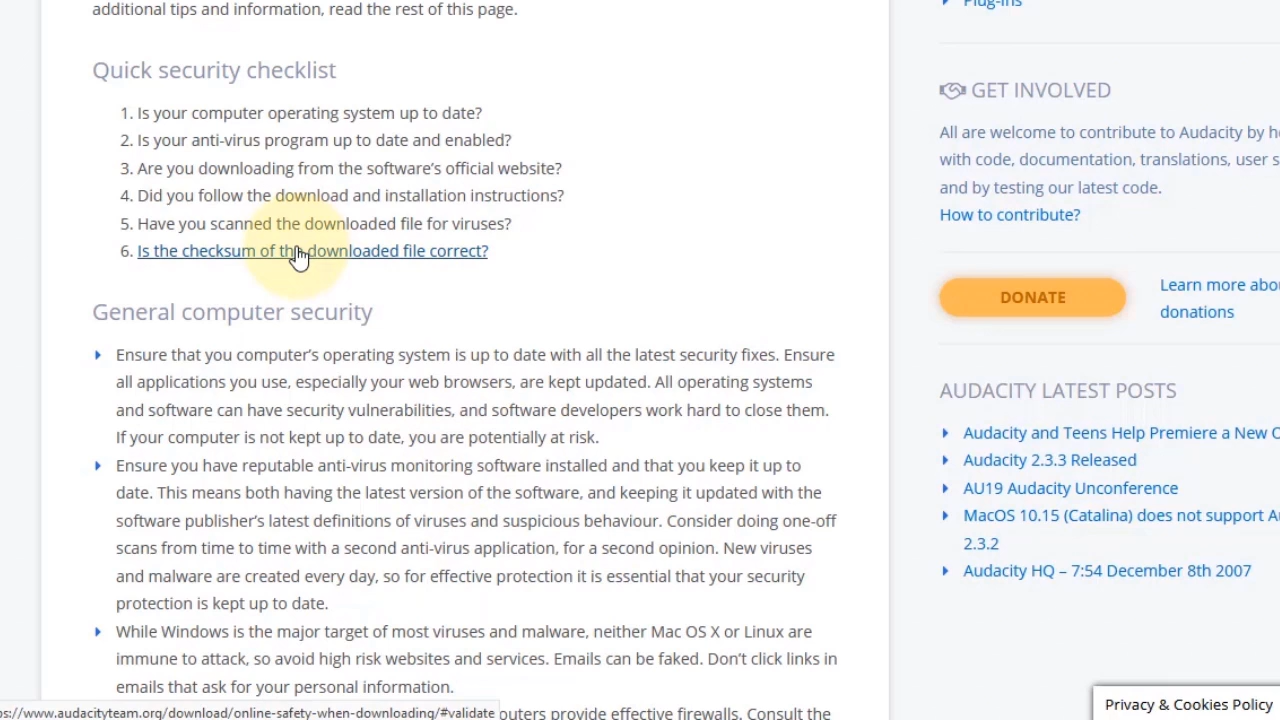 additional tips and information, read the rest of this page.
Quick security checklist
1. Is your computer operating system up to date?
2. Is your anti-virus program up to date and enabled?
3. Are you downloading from the software’s official website?
4. Did you follow the download and installation instructions?
5. Have you scanned the downloaded file for viruses?
6. Is the checksum of the downloaded file correct?
General computer security
Ensure that you computer’s operating system is up to date with all the latest security fixes. Ensure
all applications you use, especially your web browsers, are kept updated. All operating systems
and software can have security vulnerabilities, and software developers work hard to close them.
If your computer is not kept up to date, you are potentially at risk.
Ensure you have reputable anti-virus monitoring software installed and that you keep it up to
date. This means both having the latest version of the software, and keeping it updated with the
software publisher’s latest definitions of viruses and suspicious behaviour. Consider doing one-off
scans from time to time with a second anti-virus application, for a second opinion. New viruses
and malware are created every day, so for effective protection it is essential that your security
protection is kept up to date.
While Windows is the major target of most viruses and malware, neither Mac OS X or Linux are
immune to attack, so avoid high risk websites and services. Emails can be faked. Don’t click links in
emails that ask for your personal information.
outers provide effective firewalls. Consult the
ps://www.audacityteam.org/download/online-safety-when-downloading/#validate
Plug-Ins
GET INVOLVED
All are welcome to contribute to Audacity by he
with code, documentation, translations, user s
and by testing our latest code.
How to contribute?
DONATE
Learn more abou
donations
AUDACITY LATEST POSTS
Audacity and Teens Help Premiere a New O
Audacity 2.3.3 Released
AU19 Audacity Unconference
MacOS 10.15 (Catalina) does not support Au
2.3.2
Audacity HQ – 7:54 December 8th 2007
Privacy & Cookies Policy